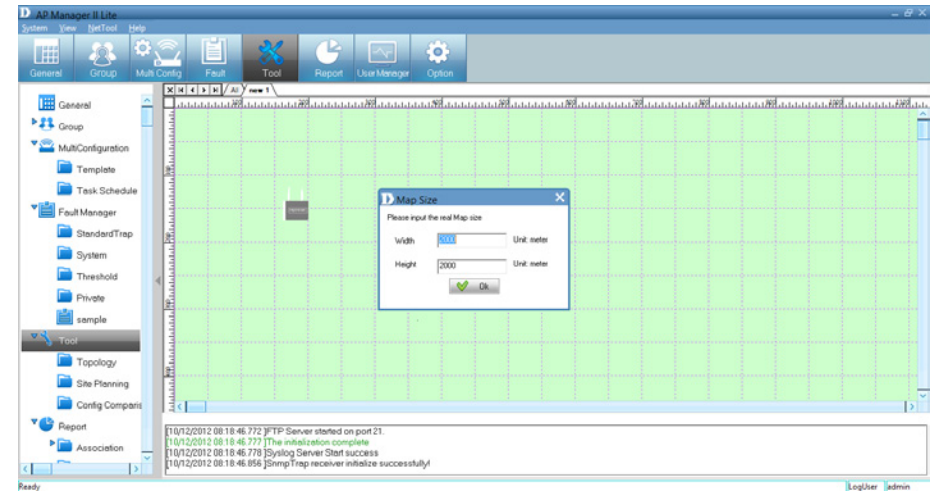 AP Manager II Lite
System View NetTool Help
General Group Multi Config Fault Tool Report User Manager Option
All new 1
General
Group
MultiConfiguration
Template
Task Schedule
Fault Manager
StandardTrap
System
Threshold
Private
sample
Tool
Topology
Site Planning
Config Comparis
Report
Association
Map Size
Please input the real Map size
Width 2000 Unit: meter
Height 2000 Unit: meter
Ok
[10/12/2012 08:18:46.772 ]FTP Server started on port 21.
[10/12/2012 08:18:46.777 ]The initialization complete
[10/12/2012 08:18:46.778 ]Syslog Server Start success
[10/12/2012 08:18:46.856 ]SnmpTrap receiver initialize successfully!
Ready LogUser admin